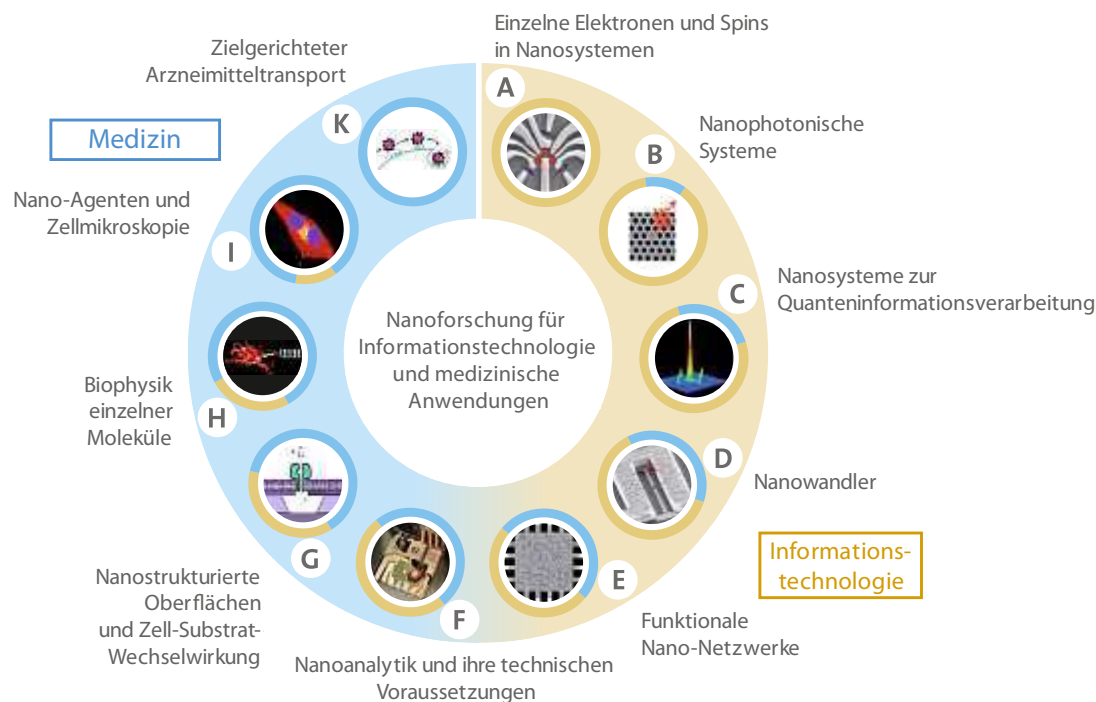 Einzelne Elektronen und Spins
in Nanosystemen
A
Nanophotonische
Systeme
B
Nanosysteme zur
Quanteninformationsverarbeitung
C
Nanowandler
D
Informations-
technologie
Funktionale
Nano-Netzwerke
E
Nanoanalytik und ihre technischen
Voraussetzungen
F
Nanostrukturierte
Oberflächen
und Zell-Substrat-
Wechselwirkung
G
Biophysik
einzelner
Moleküle
H
Nano-Agenten und
Zellmikroskopie
I
Medizin
Zielgerichteter
Arzneimitteltransport
K
Nanoforschung für
Informationstechnologie
und medizinische
Anwendungen